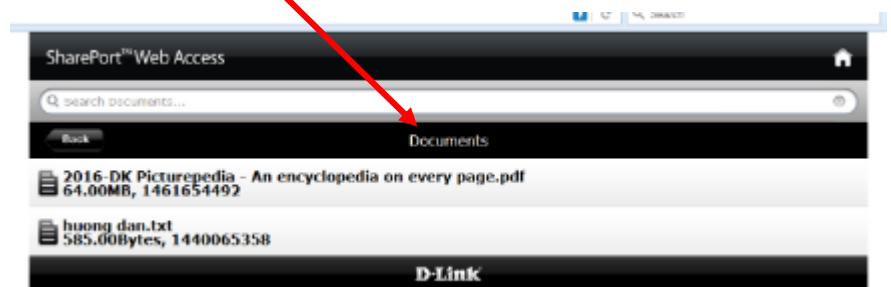 Search
SharePort™ Web Access
Search Documents...
Back
Documents
2016-DK Picturepedia - An encyclopedia on every page.pdf
64.00MB, 1461654492
huong dan.txt
585.00Bytes, 1440065358
D-Link